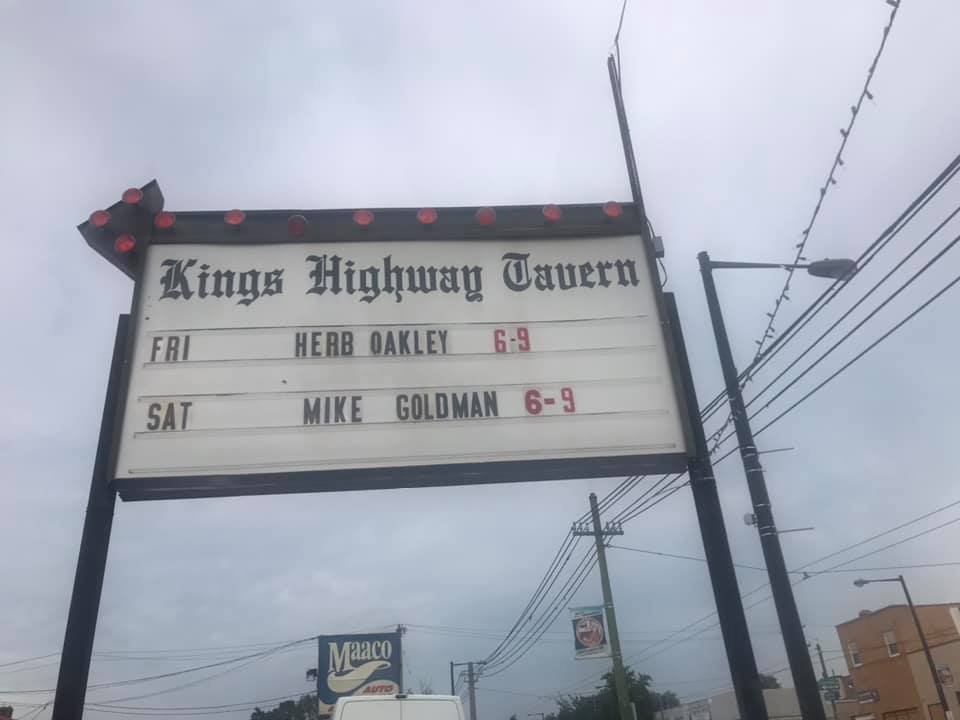 Kings Highway Tavern
FRI HERB OAKLEY 6-9
SAT MIKE GOLDMAN 6-9
Maaco
AUTO